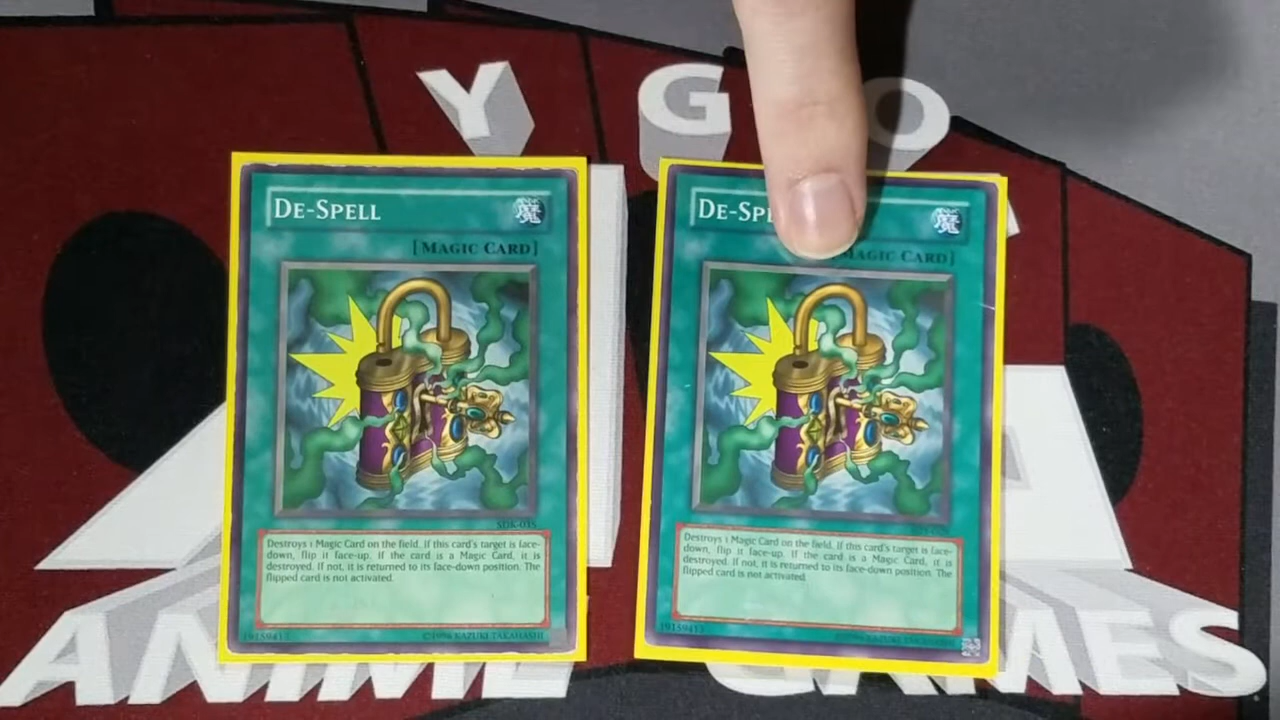 Y G O
DE-SPELL
[MAGIC CARD]
SDK-035
Destroys 1 Magic Card on the field. If this card's target is face-
down, flip it face-up. If the card is a Magic Card, it is
destroyed. If not, it is returned to its face-down position. The
flipped card is not activated.
©1996 KAZUKI TAKAHASHI
DE-SPE
MAGIC CARD]
Destroys 1 Magic Card on the field. If this card's target is face-
down, flip it face-up. If the card is a Magic Card, it is
destroyed. If not, it is returned to its face-down position. The
flipped card is not activated.
19159413
ANIME GAMES